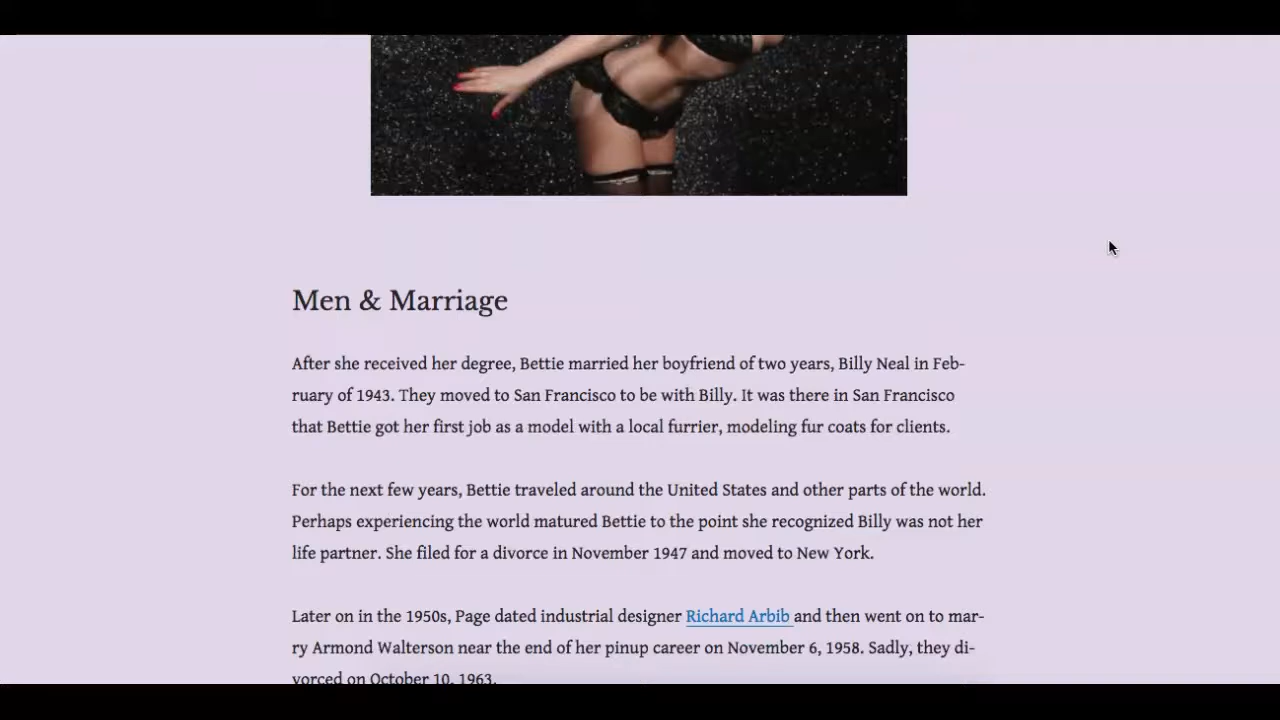 Men & Marriage
After she received her degree, Bettie married her boyfriend of two years, Billy Neal in Feb-
ruary of 1943. They moved to San Francisco to be with Billy. It was there in San Francisco
that Bettie got her first job as a model with a local furrier, modeling fur coats for clients.
For the next few years, Bettie traveled around the United States and other parts of the world.
Perhaps experiencing the world matured Bettie to the point she recognized Billy was not her
life partner. She filed for a divorce in November 1947 and moved to New York.
Later on in the 1950s, Page dated industrial designer Richard Arbib and then went on to mar-
ry Armond Walterson near the end of her pinup career on November 6, 1958. Sadly, they di-
vorced on October 10, 1963.